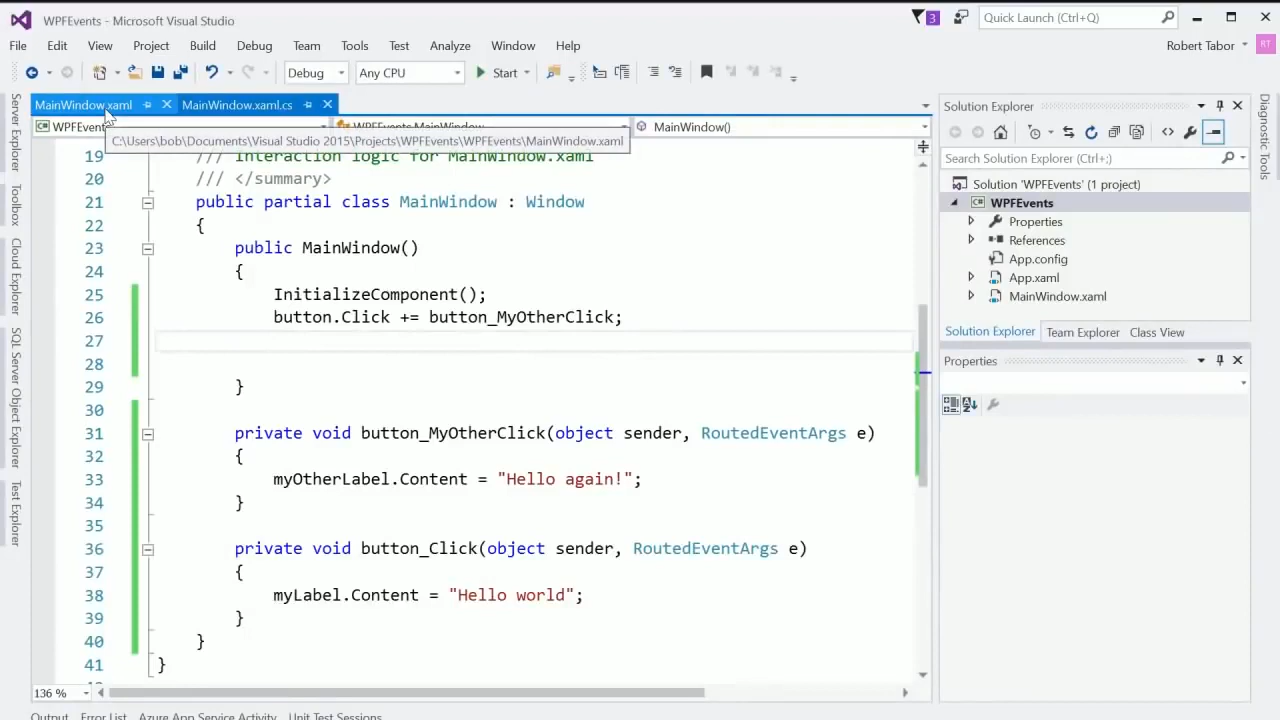 WPFEvents - Microsoft Visual Studio
3
Quick Launch (Ctrl+Q)
File Edit View Project Build Debug Team Tools Test Analyze Window Help
Robert Tabor
RT
Debug
Any CPU
Start
MainWindow.xaml
MainWindow.xaml.cs
MainWindow()
C:\Users\bob\Documents\Visual Studio 2015\Projects\WPFEvents\WPFEvents\MainWindow.xaml
19 /// Interaction logic for MainWindow.xaml
20 /// </summary>
21 public partial class MainWindow : Window
22 {
23 public MainWindow()
24 {
25 InitializeComponent();
26 button.Click += button_MyOtherClick;
27
28
29 }
30
31 private void button_MyOtherClick(object sender, RoutedEventArgs e)
32 {
33 myOtherLabel.Content = "Hello again!";
34 }
35
36 private void button_Click(object sender, RoutedEventArgs e)
37 {
38 myLabel.Content = "Hello world";
39 }
40 }
41 }
136 %
Output Error List Azure App Service Activity Unit Test Sessions
Server Explorer
Toolbox
Cloud Explorer
SQL Server Object Explorer
Test Explorer
Solution Explorer
Search Solution Explorer (Ctrl+;)
Solution 'WPFEvents' (1 project)
WPFEvents
Properties
References
App.config
App.xaml
MainWindow.xaml
Solution Explorer Team Explorer Class View
Properties
Diagnostic Tools